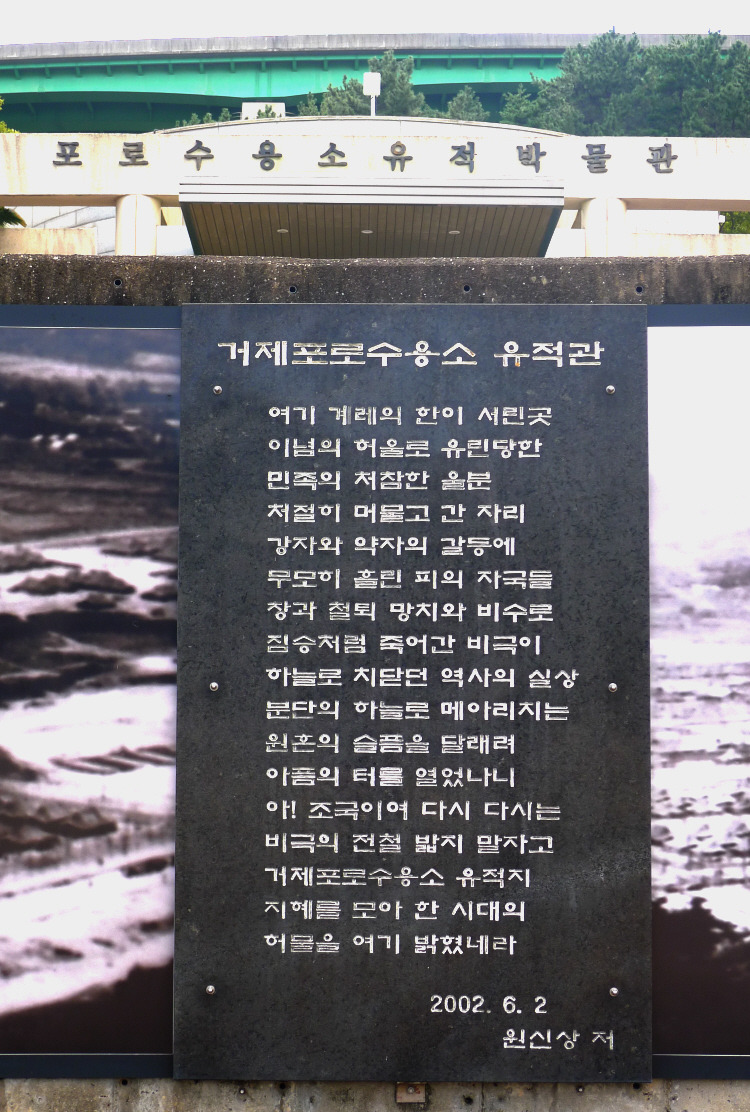 포로수용소유적박물관
거제포로수용소 유적관
여기 겨레의 한이 서린곳
이념의 허울로 유린당한
민족의 처참한 울분
처절히 머물고 간 자리
강자와 약자의 갈등에
무모히 흘린 피의 자국들
창과 철퇴 망치와 비수로
짐승처럼 죽어간 비극이
하늘로 치닫던 역사의 실상
분단의 하늘로 메아리지는
원혼의 슬픔을 달래려
아픔의 터를 열었나니
아! 조국이여 다시 다시는
비극의 전철 밟지 말자고
거제포로수용소 유적지
지혜를 모아 한 시대의
허물을 여기 밝혔네라
2002. 6. 2
원신상 저